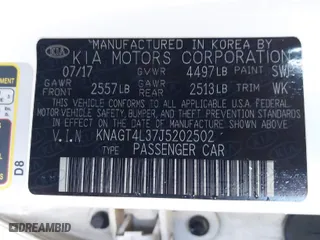 MANUFACTURED IN KOREA BY
KIA KIA MOTORS CORPORATION
07/17 GVWR 4497LB PAINT SWP
GAWR GAWR
FRONT 2557LB REAR 2513LB TRIM WK
THIS VEHICLE CONFORMS TO ALL APPLICABLE
FEDERAL MOTOR VEHICLE SAFETY, BUMPER, AND
THEFT PREVENTION STANDARDS
IN EFFECT ON THE DATE OF MANUFACTURE SHOWN ABOVE.
V.I.N KNAGT4L37J5202502
TYPE PASSENGER CAR
D8
DREAMBID